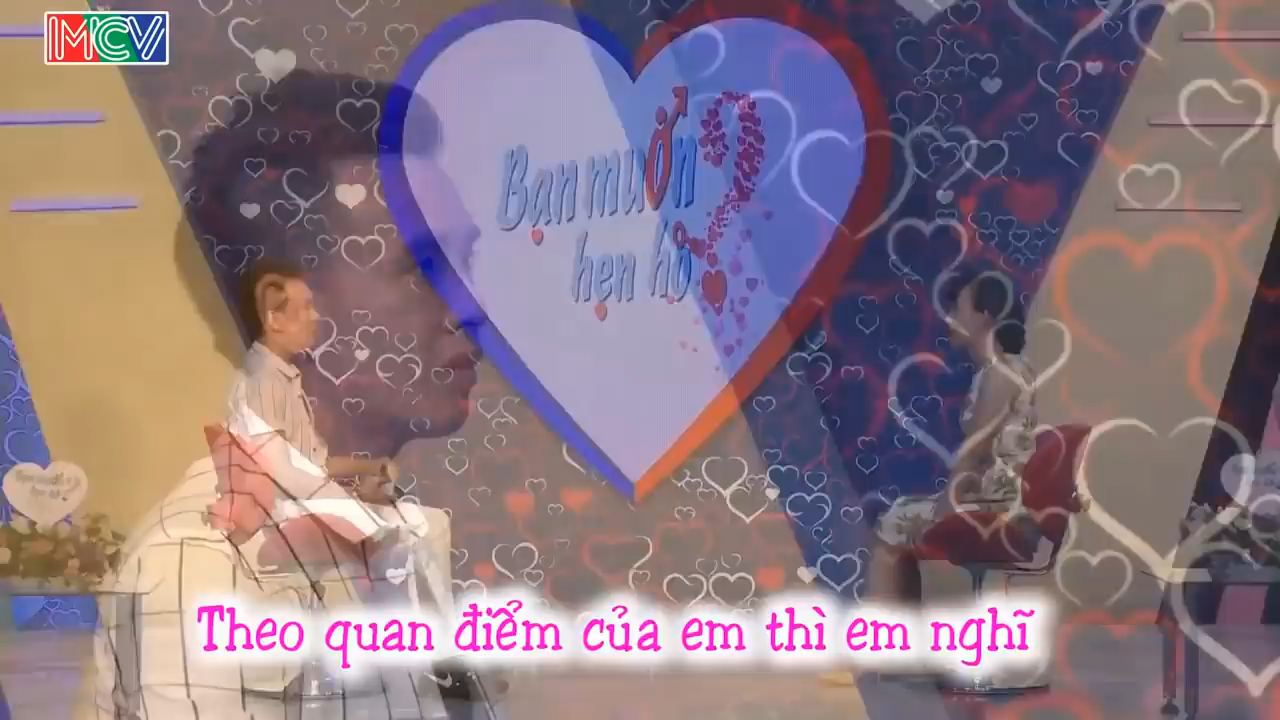 MCV
Bạn muốn
hẹn hò
Theo quan điểm của em thì em nghĩ